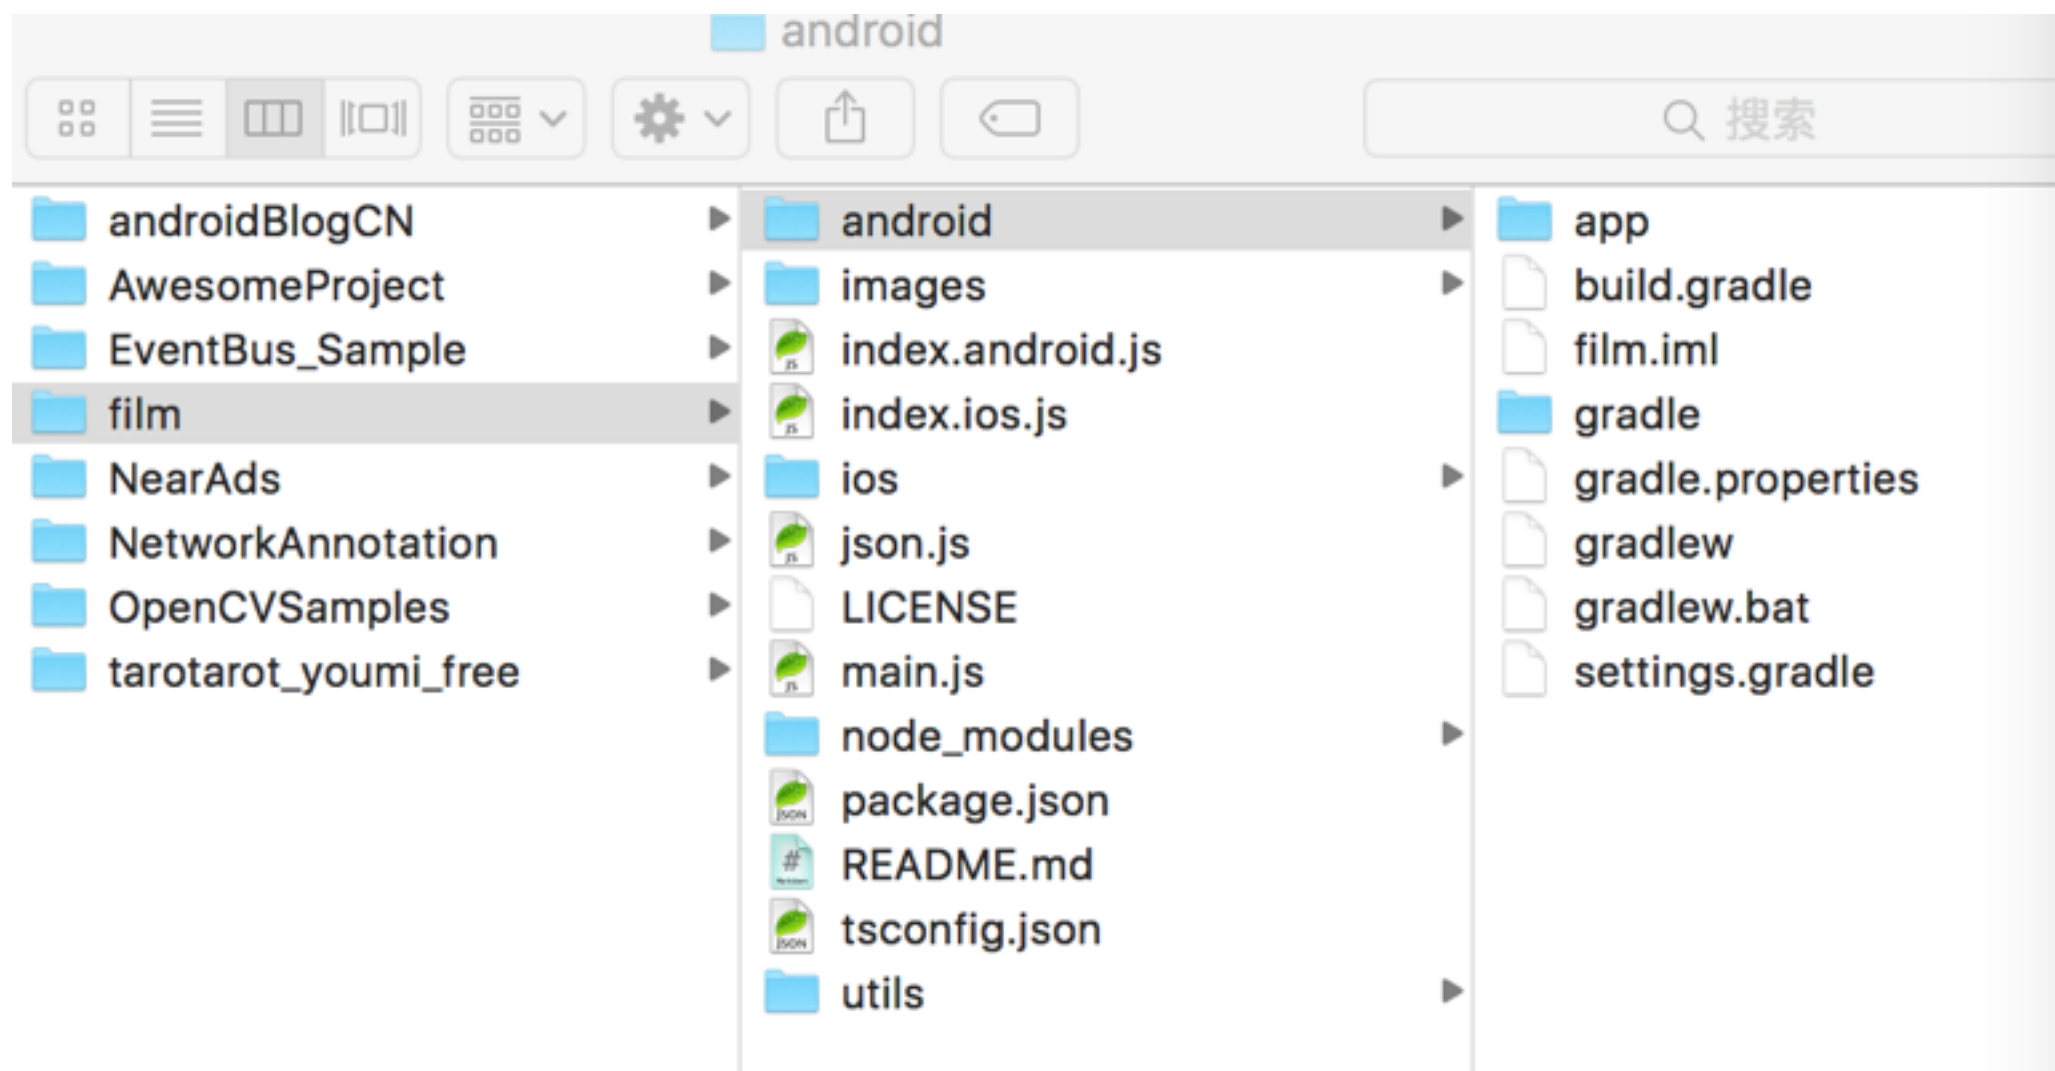 android
搜索
androidBlogCN
AwesomeProject
EventBus_Sample
film
NearAds
NetworkAnnotation
OpenCVSamples
tarotarot_youmi_free
android
images
index.android.js
index.ios.js
ios
json.js
LICENSE
main.js
node_modules
package.json
README.md
tsconfig.json
utils
app
build.gradle
film.iml
gradle
gradle.properties
gradlew
gradlew.bat
settings.gradle